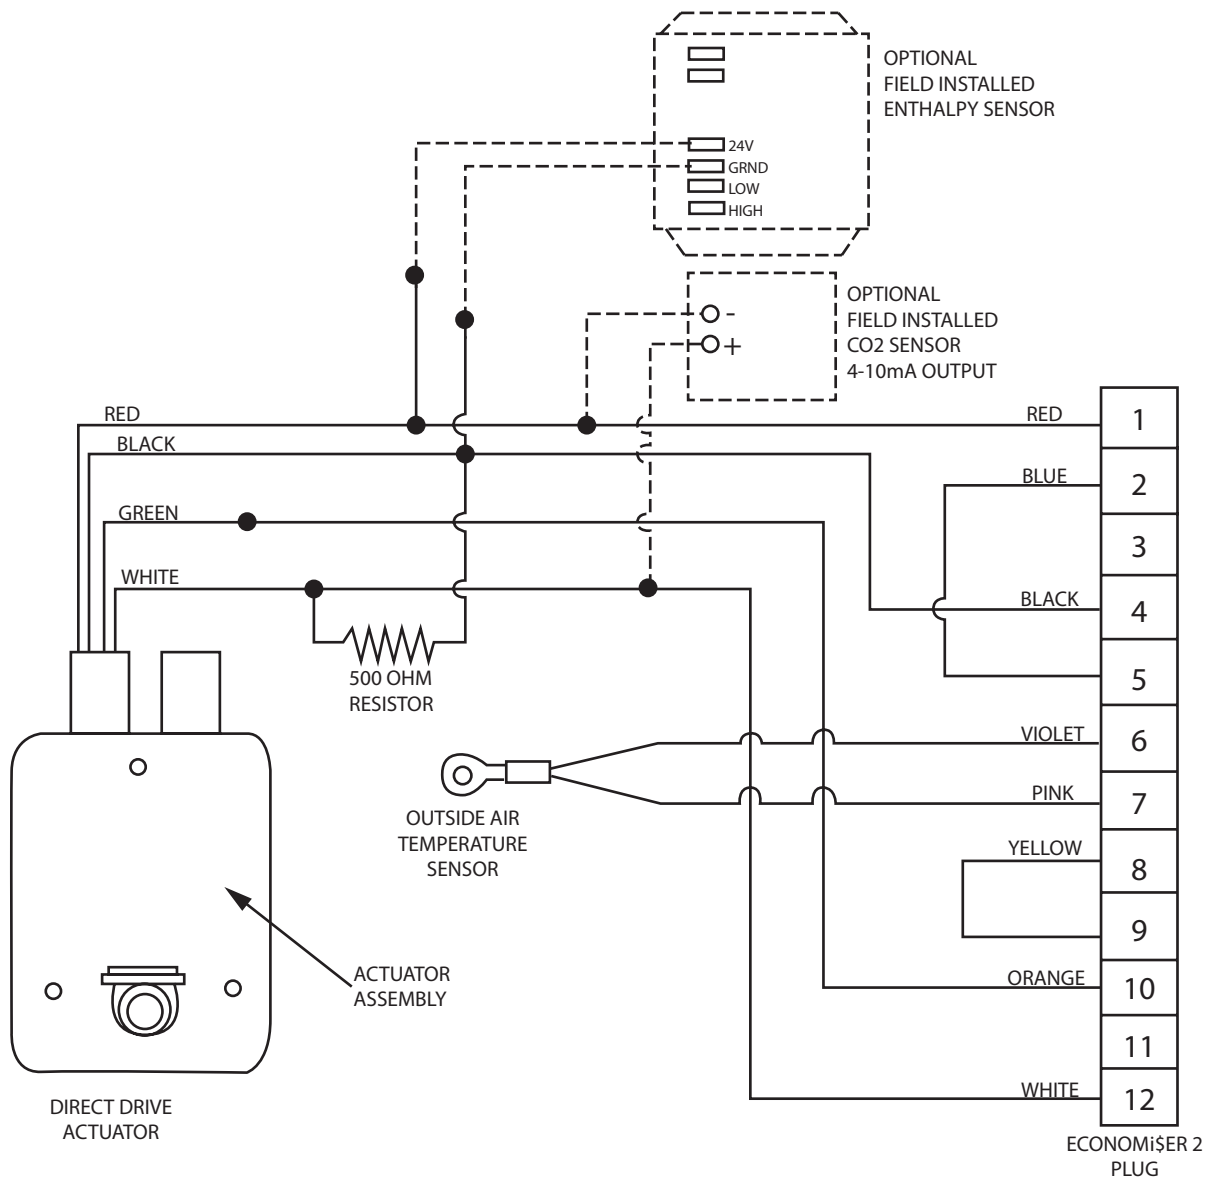 OPTIONAL
FIELD INSTALLED
ENTHALPY SENSOR
24V
GRND
LOW
HIGH
OPTIONAL
FIELD INSTALLED
CO2 SENSOR
4-10mA OUTPUT
-
+
RED
RED
1
BLACK
BLUE
2
GREEN
3
WHITE
BLACK
4
500 OHM
RESISTOR
5
VIOLET
6
PINK
7
OUTSIDE AIR
TEMPERATURE
SENSOR
YELLOW
8
9
ACTUATOR
ASSEMBLY
ORANGE
10
11
WHITE
12
DIRECT DRIVE
ACTUATOR
ECONOMi$ER 2
PLUG